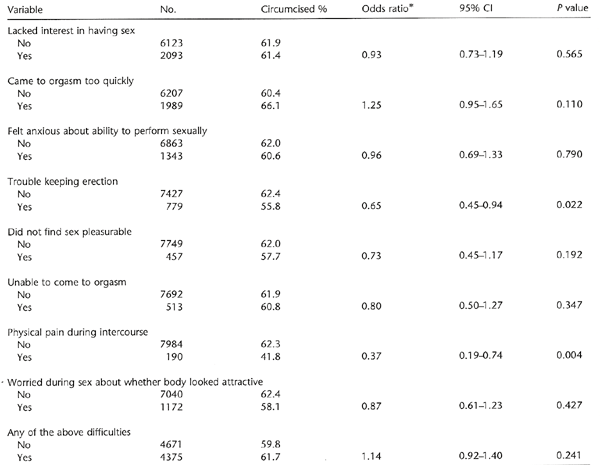 Variable No. Circumcised % Odds ratio* 95% CI P value
Lacked interest in having sex
No 6123 61.9
Yes 2093 61.4 0.93 0.73–1.19 0.565
Came to orgasm too quickly
No 6207 60.4
Yes 1989 66.1 1.25 0.95–1.65 0.110
Felt anxious about ability to perform sexually
No 6863 62.0
Yes 1343 60.6 0.96 0.69–1.33 0.790
Trouble keeping erection
No 7427 62.4
Yes 779 55.8 0.65 0.45–0.94 0.022
Did not find sex pleasurable
No 7749 62.0
Yes 457 57.7 0.73 0.45–1.17 0.192
Unable to come to orgasm
No 7692 61.9
Yes 513 60.8 0.80 0.50–1.27 0.347
Physical pain during intercourse
No 7984 62.3
Yes 190 41.8 0.37 0.19–0.74 0.004
Worried during sex about whether body looked attractive
No 7040 62.4
Yes 1172 58.1 0.87 0.61–1.23 0.427
Any of the above difficulties
No 4671 59.8
Yes 4375 61.7 1.14 0.92–1.40 0.241